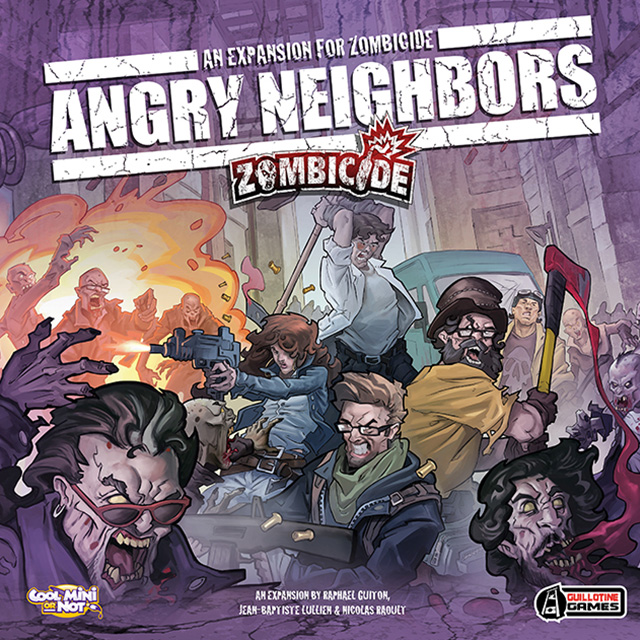 AN EXPANSION FOR ZOMBICIDE
ANGRY NEIGHBORS
ZOMBICIDE
AN EXPANSION BY RAPHAEL GUITON,
JEAN-BAPTISTE LULLIEN & NICOLAS RAOULT
COOL MINI
OR NOT
GUILLOTINE
GAMES